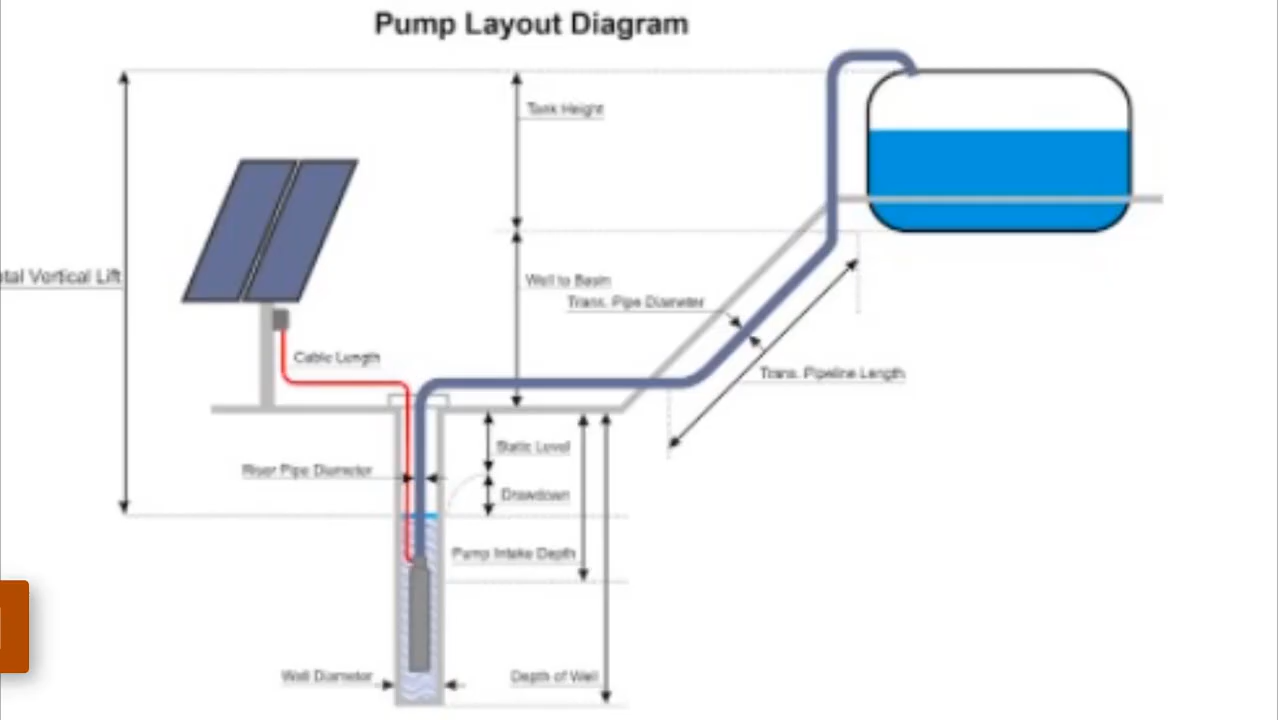 Pump Layout Diagram
Tank Height
tal Vertical Lift
Well to Basin
Trans. Pipe Diameter
Cable Length
Trans. Pipeline Length
Static Level
Riser Pipe Diameter
Drawdown
Pump Intake Depth
Well Diameter
Depth of Well